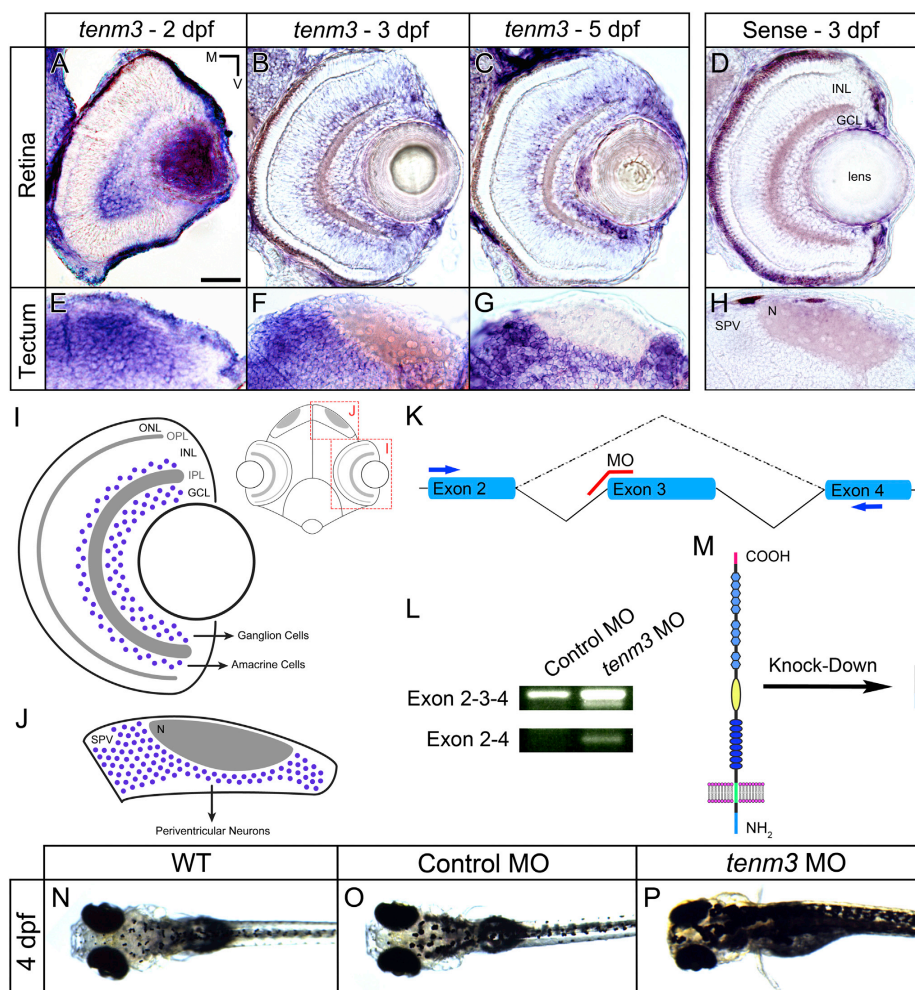 tenm3 - 2 dpf
tenm3 - 3 dpf
tenm3 - 5 dpf
Sense - 3 dpf
Retina
A
M
V
B
C
D
INL
GCL
lens
Tectum
E
F
G
H
N
SPV
I
ONL
OPL
INL
IPL
GCL
Ganglion Cells
Amacrine Cells
J
I
J
SPV
N
Periventricular Neurons
K
MO
Exon 2
Exon 3
Exon 4
L
Control MO
tenm3 MO
Exon 2-3-4
Exon 2-4
M
COOH
Knock-Down
NH2
WT
Control MO
tenm3 MO
4 dpf
N
O
P